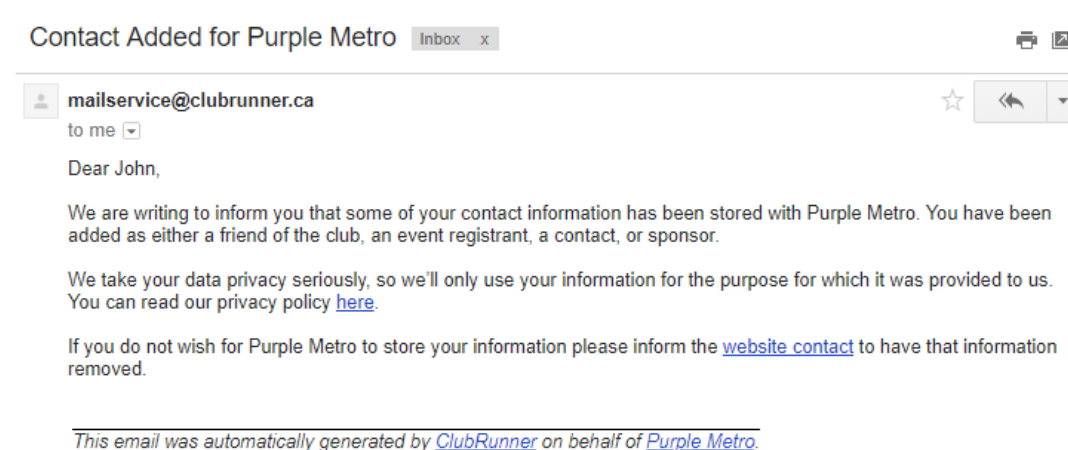 Contact Added for Purple Metro Inbox x
mailservice@clubrunner.ca
to me
Dear John,
We are writing to inform you that some of your contact information has been stored with Purple Metro. You have been
added as either a friend of the club, an event registrant, a contact, or sponsor.
We take your data privacy seriously, so we'll only use your information for the purpose for which it was provided to us.
You can read our privacy policy here.
If you do not wish for Purple Metro to store your information please inform the website contact to have that information
removed.
This email was automatically generated by ClubRunner on behalf of Purple Metro.